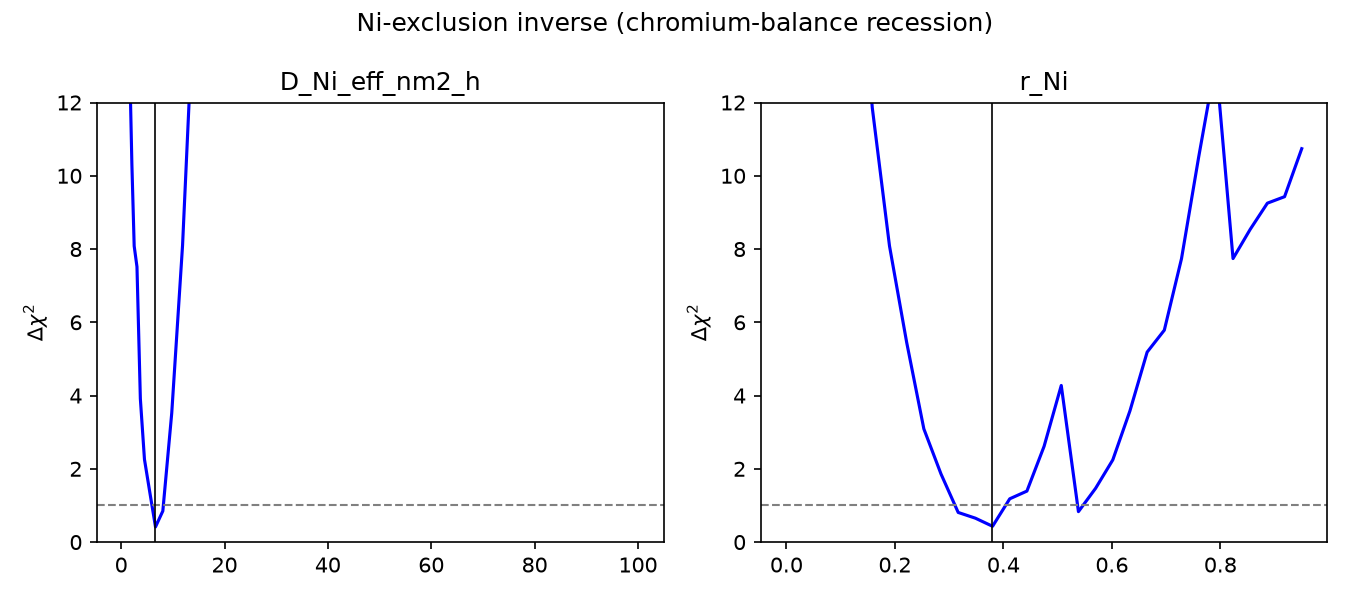 Ni-exclusion inverse (chromium-balance recession)
D_Ni_eff_nm2_h
12
10
8
6
4
2
0
Δχ²
0 20 40 60 80 100
r_Ni
12
10
8
6
4
2
0
Δχ²
0.0 0.2 0.4 0.6 0.8